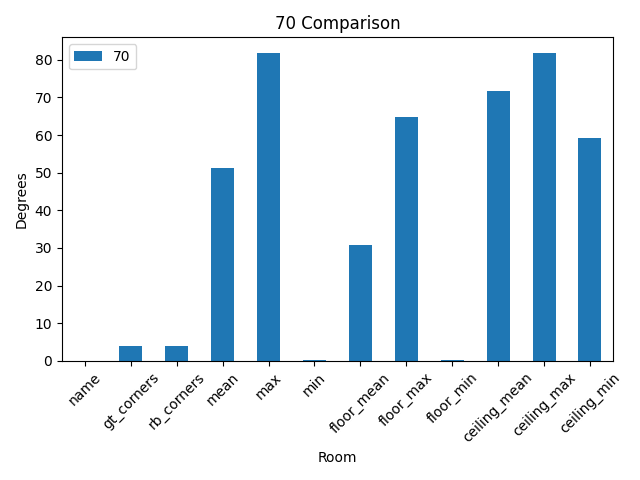 70 Comparison
70
Degrees
80
70
60
50
40
30
20
10
0
name
gt_corners
rb_corners
mean
max
min
floor_mean
floor_max
floor_min
ceiling_mean
ceiling_max
ceiling_min
Room